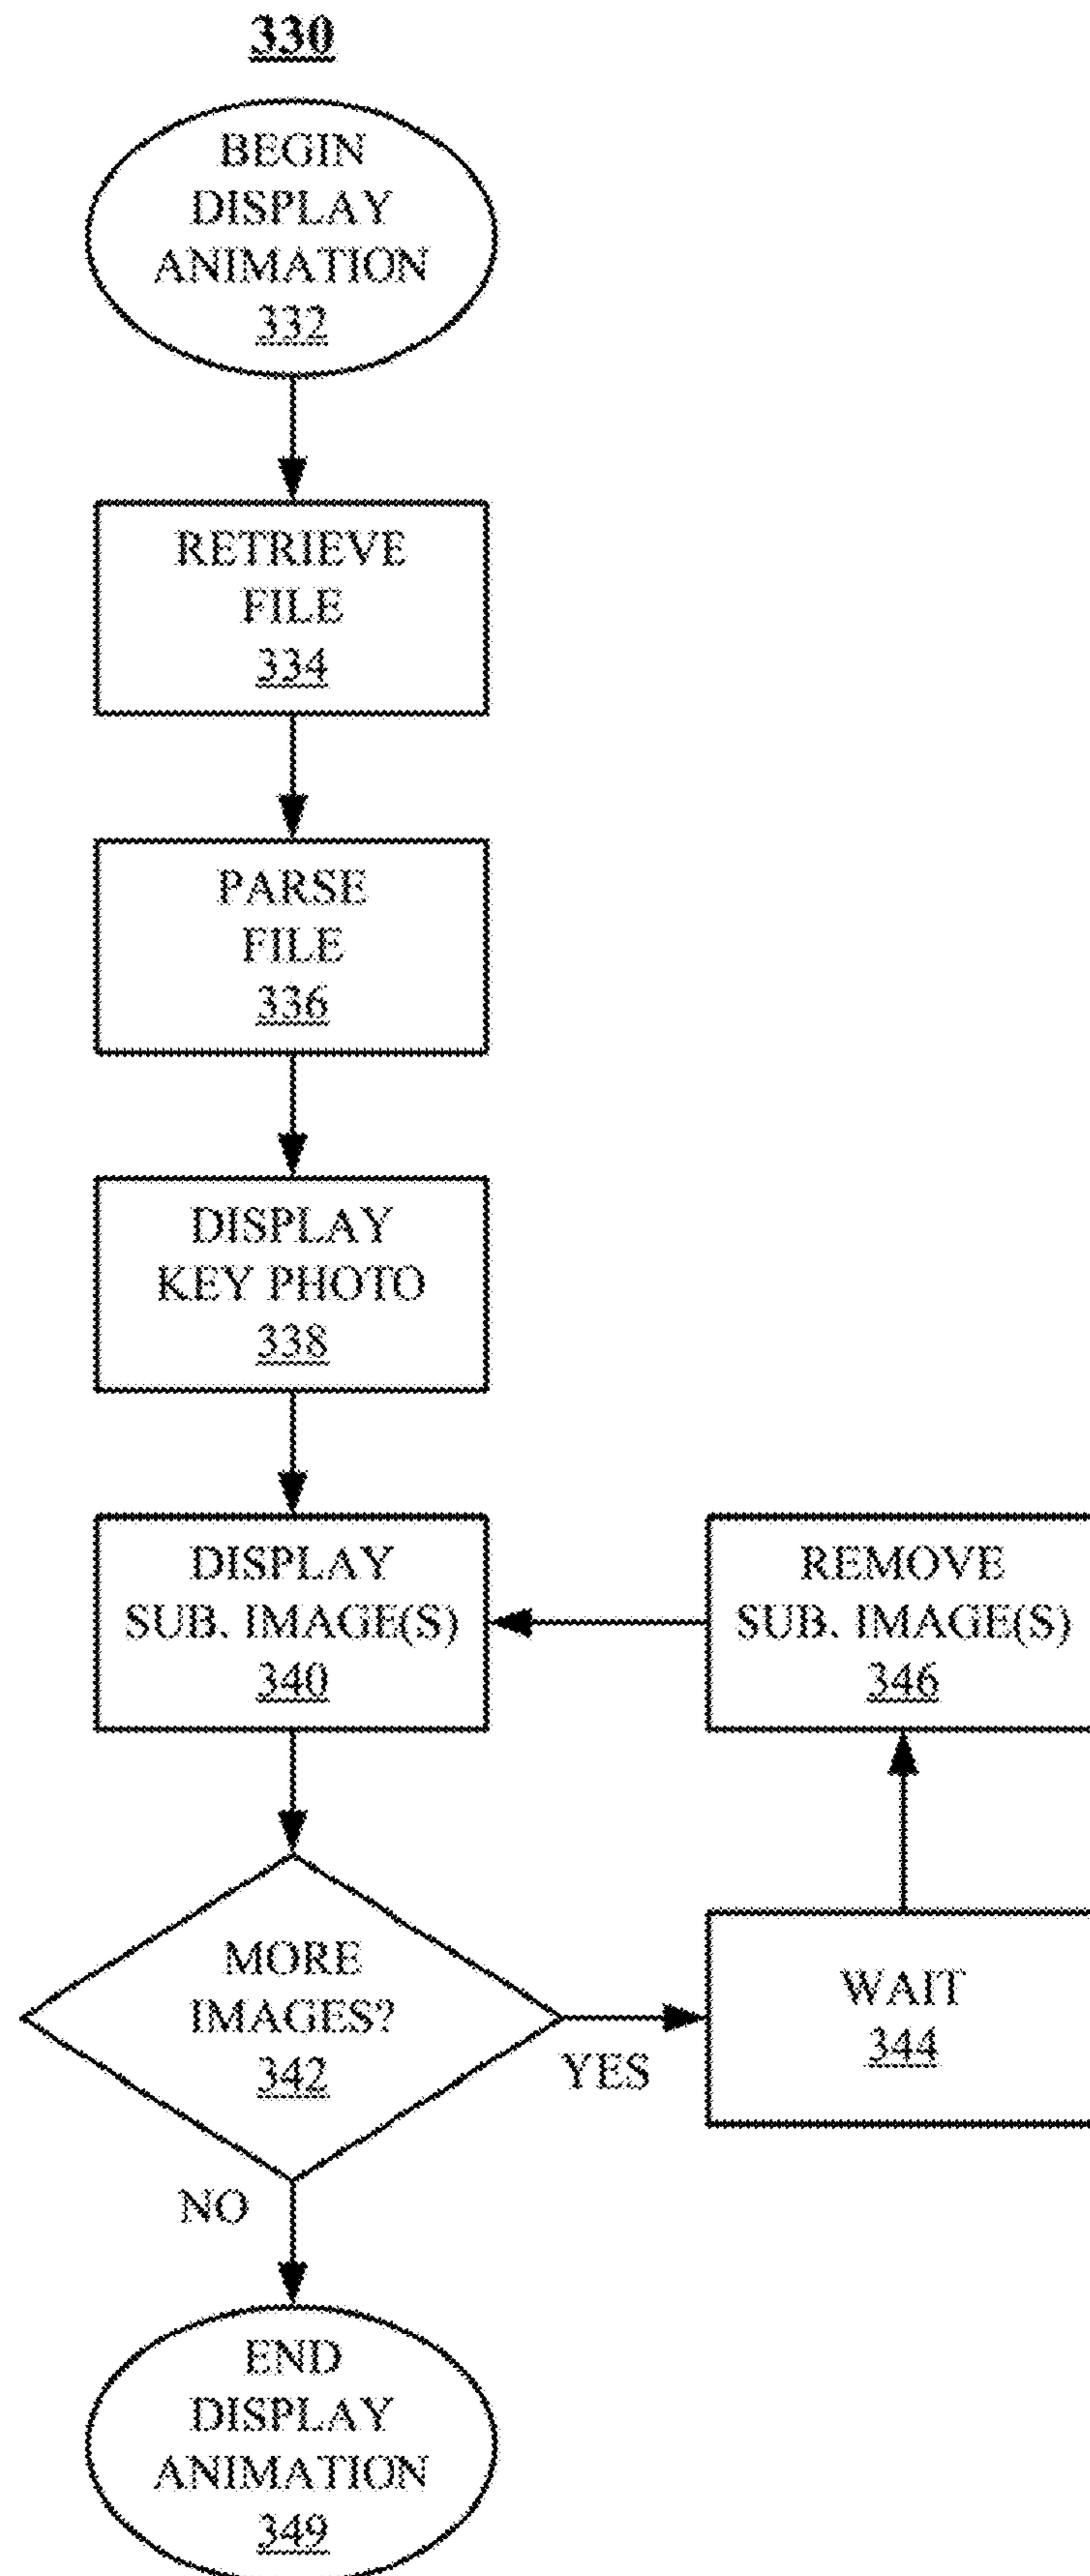 330
BEGIN
DISPLAY
ANIMATION
332
RETRIEVE
FILE
334
PARSE
FILE
336
DISPLAY
KEY PHOTO
338
DISPLAY
SUB. IMAGE(S)
340
REMOVE
SUB. IMAGE(S)
346
MORE
IMAGES?
342
YES
WAIT
344
NO
END
DISPLAY
ANIMATION
349